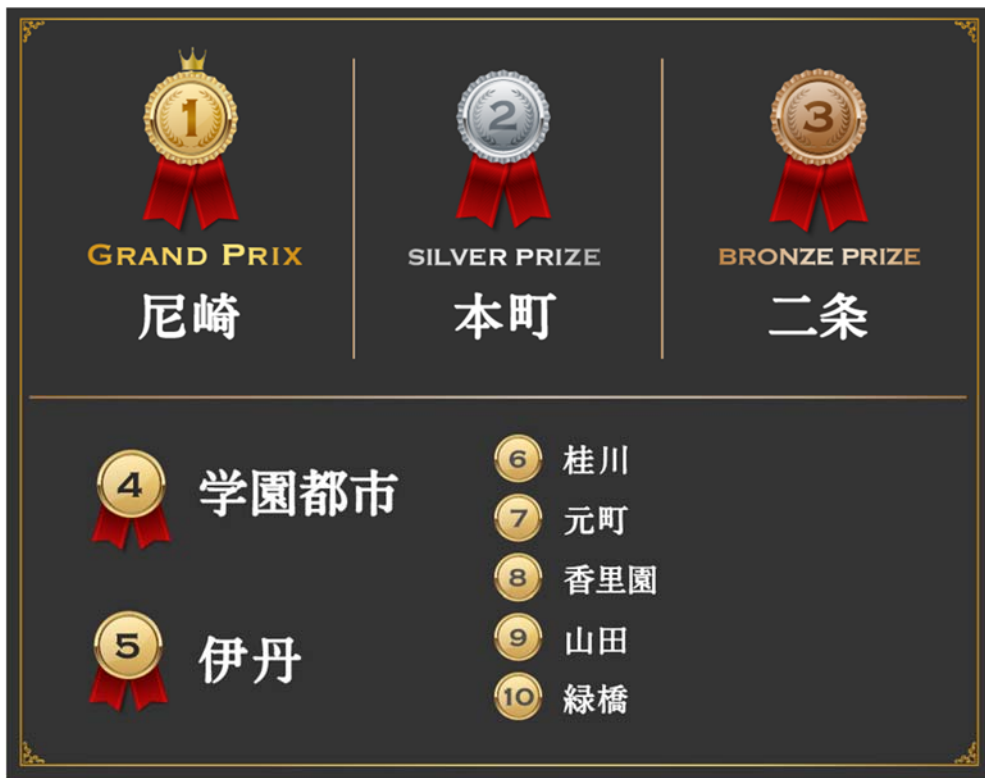 1
GRAND PRIX
尼崎
2
SILVER PRIZE
本町
3
BRONZE PRIZE
二条
4
学園都市
5
伊丹
6 桂川
7 元町
8 香里園
9 山田
10 緑橋